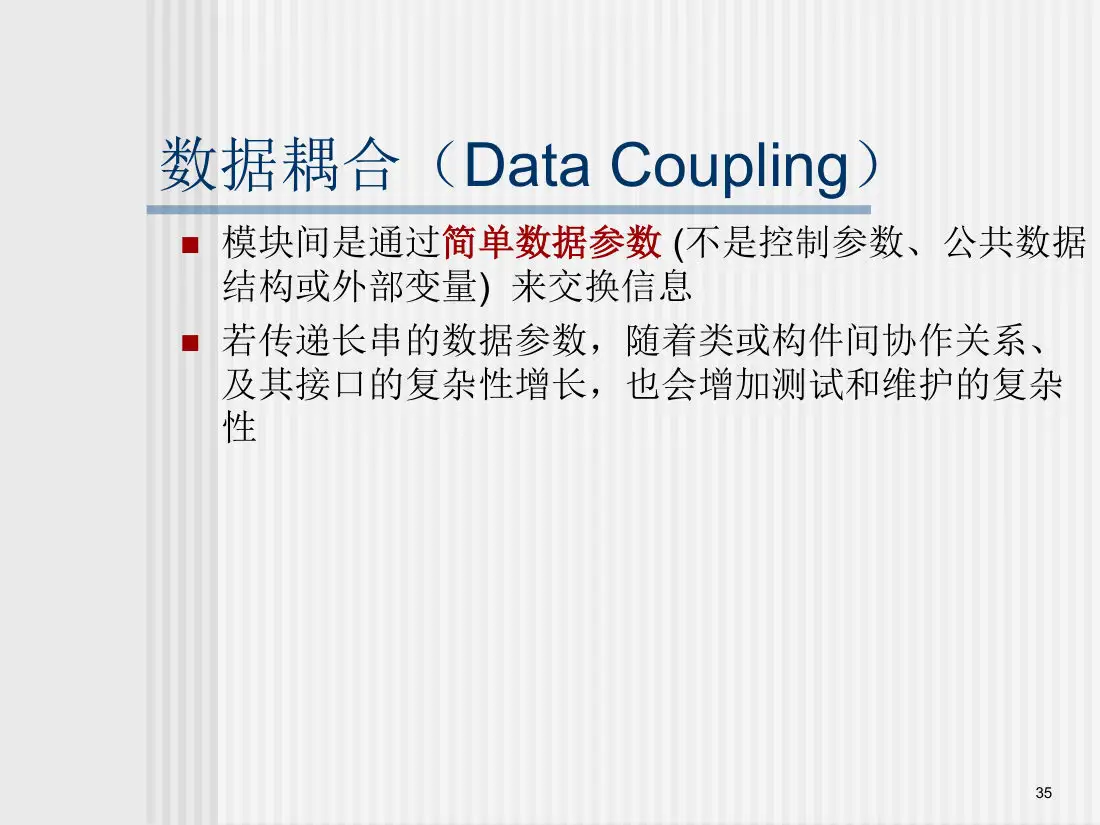 数据耦合（Data Coupling）
模块间是通过简单数据参数 (不是控制参数、公共数据
结构或外部变量) 来交换信息
若传递长串的数据参数，随着类或构件间协作关系、
及其接口的复杂性增长，也会增加测试和维护的复杂
性
35